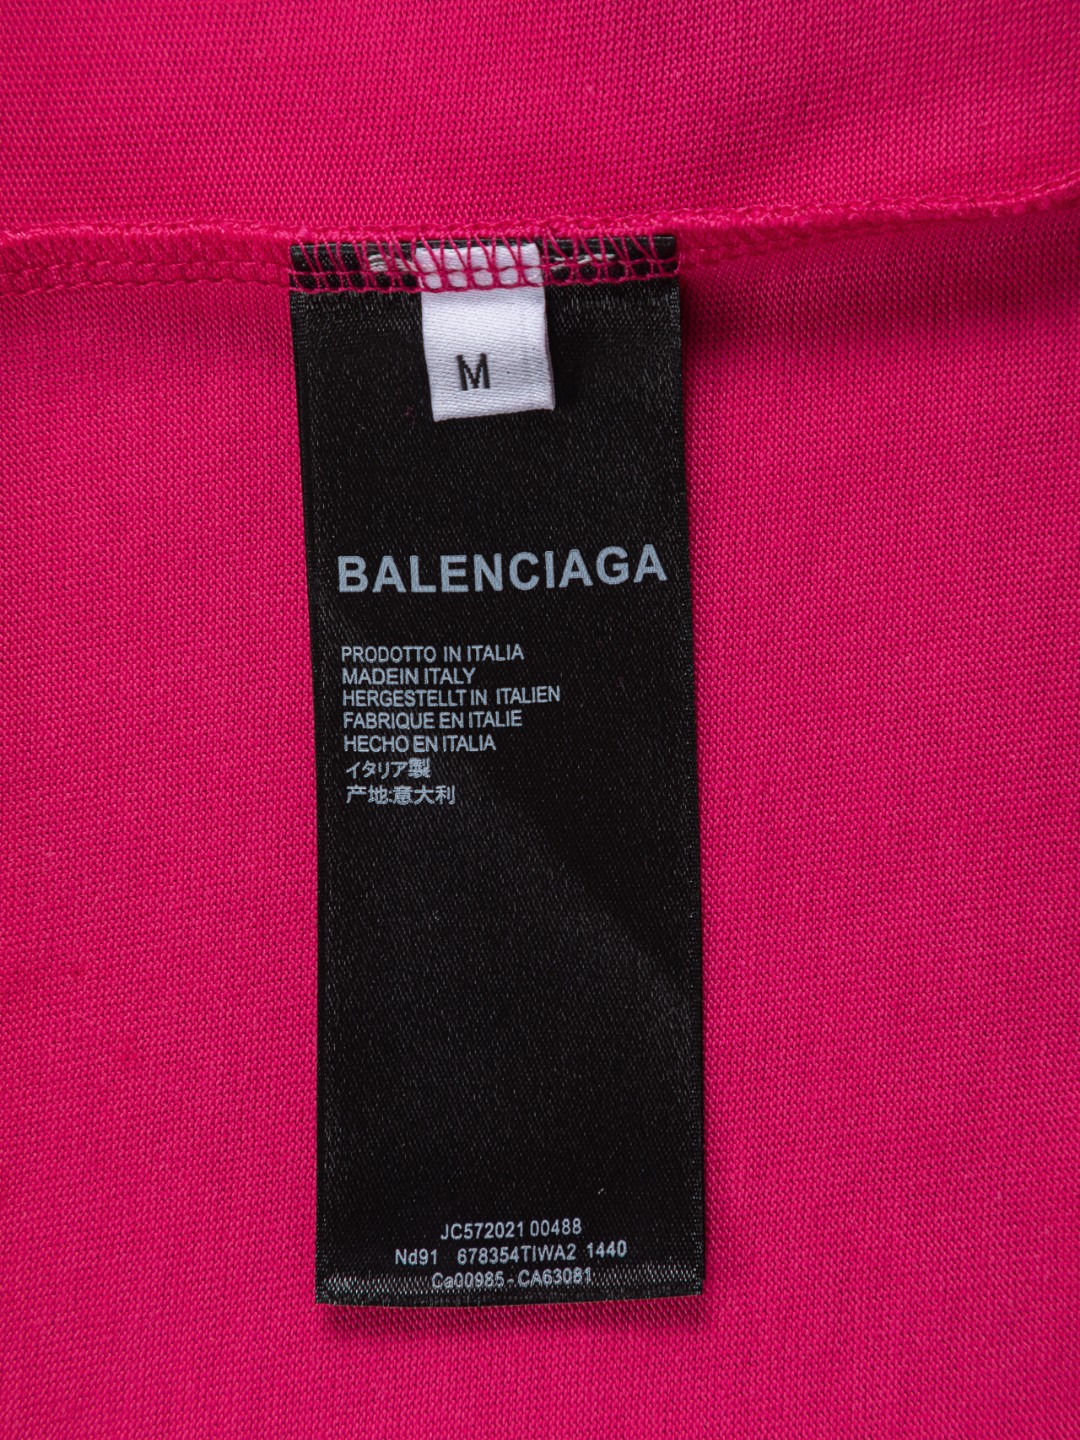 M
BALENCIAGA
PRODOTTO IN ITALIA
MADEIN ITALY
HERGESTELLT IN ITALIEN
FABRIQUE EN ITALIE
HECHO EN ITALIA
イタリア製
产地:意大利
JC572021 00488
Nd91 678354TIWA2 1440
Ca00985-CA63081